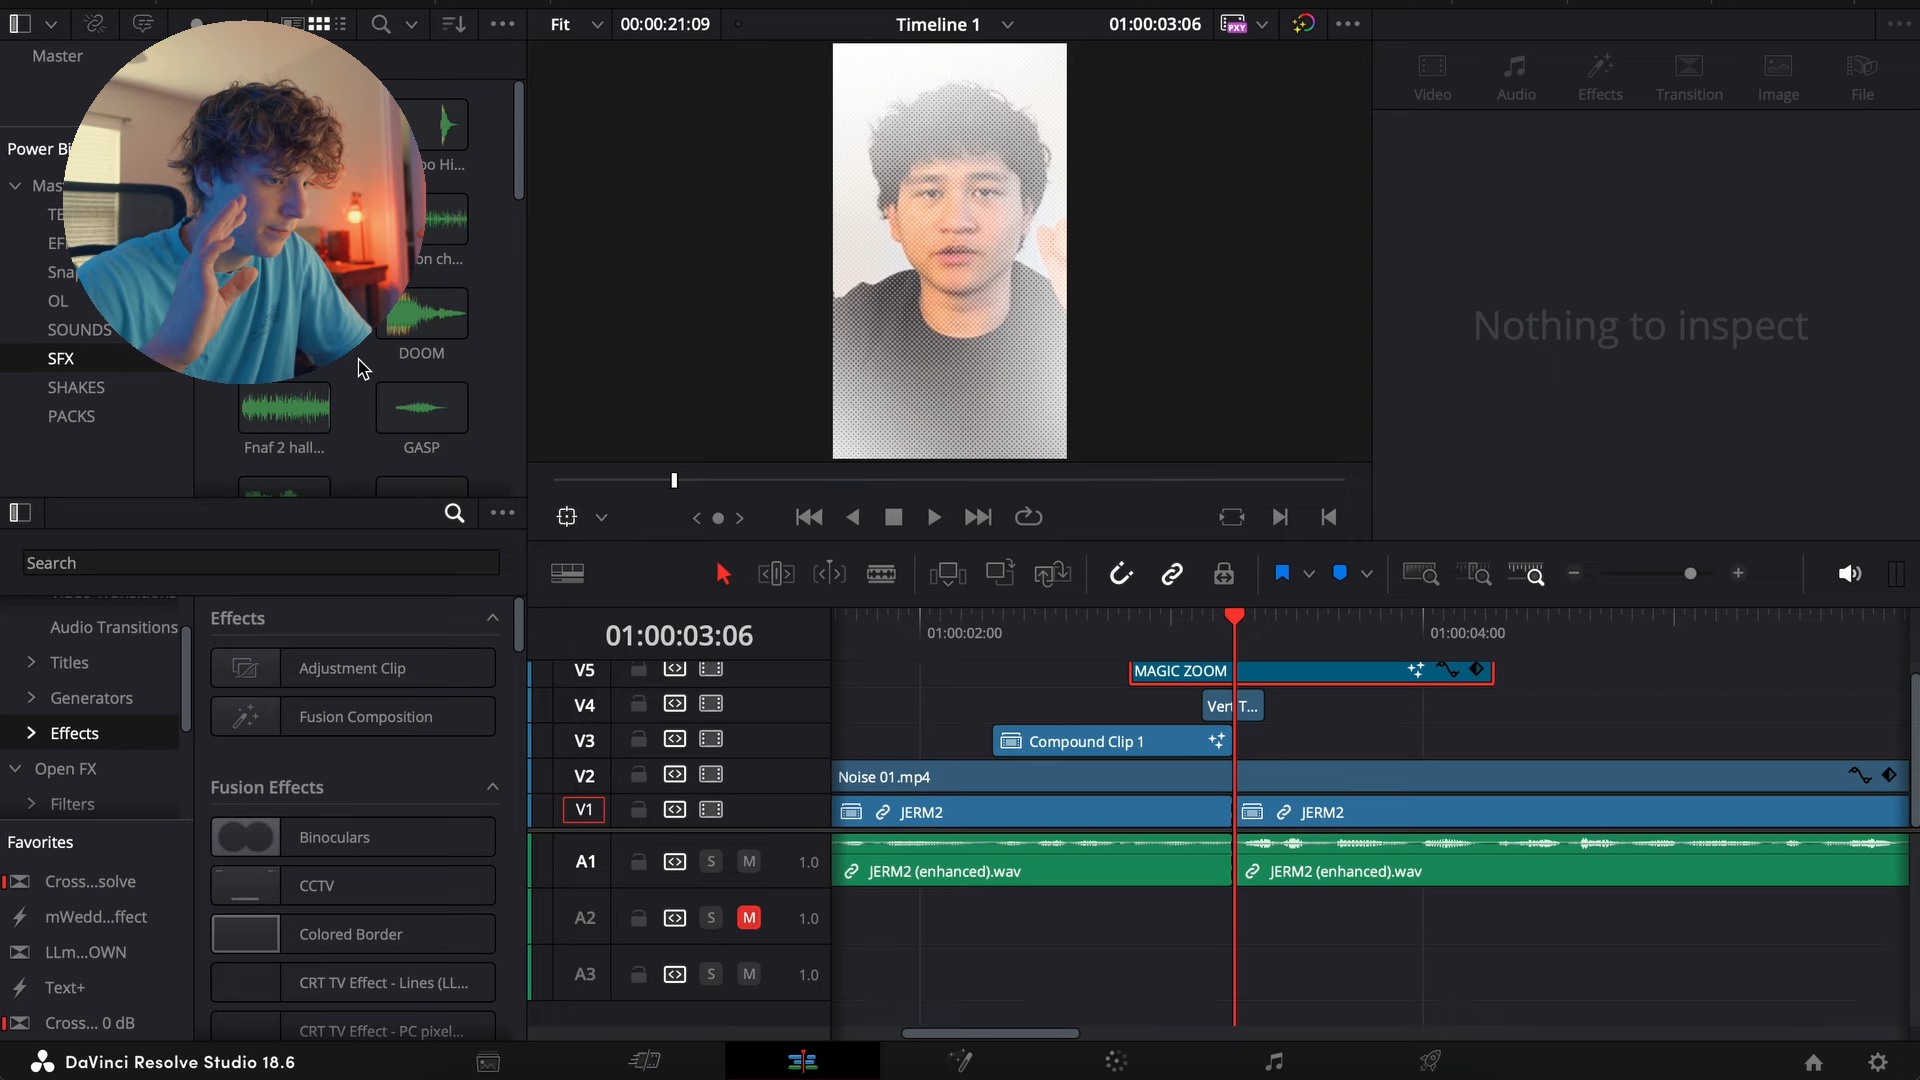 Fit
00:00:21:09
Timeline 1
01:00:03:06
PXY
Master
Power Bi
Mas
TE
EF
Snap
OL
SOUNDS
SFX
SHAKES
PACKS
oo Hi...
on ch...
DOOM
Fnaf 2 hall...
GASP
Video
Audio
Effects
Transition
Image
File
Nothing to inspect
Search
Audio Transitions
Titles
Generators
Effects
Open FX
Filters
Favorites
Cross...solve
mWedd...ffect
LLm...OWN
Text+
Cross... 0 dB
Effects
Adjustment Clip
Fusion Composition
Fusion Effects
Binoculars
CCTV
Colored Border
CRT TV Effect - Lines (LL...
CRT TV Effect - PC pixel...
01:00:03:06
01:00:02:00
01:00:04:00
V5
MAGIC ZOOM
V4
Vert T...
V3
Compound Clip 1
V2
Noise 01.mp4
V1
JERM2
JERM2
A1
S
M
1.0
JERM2 (enhanced).wav
JERM2 (enhanced).wav
A2
S
M
1.0
A3
S
M
1.0
DaVinci Resolve Studio 18.6